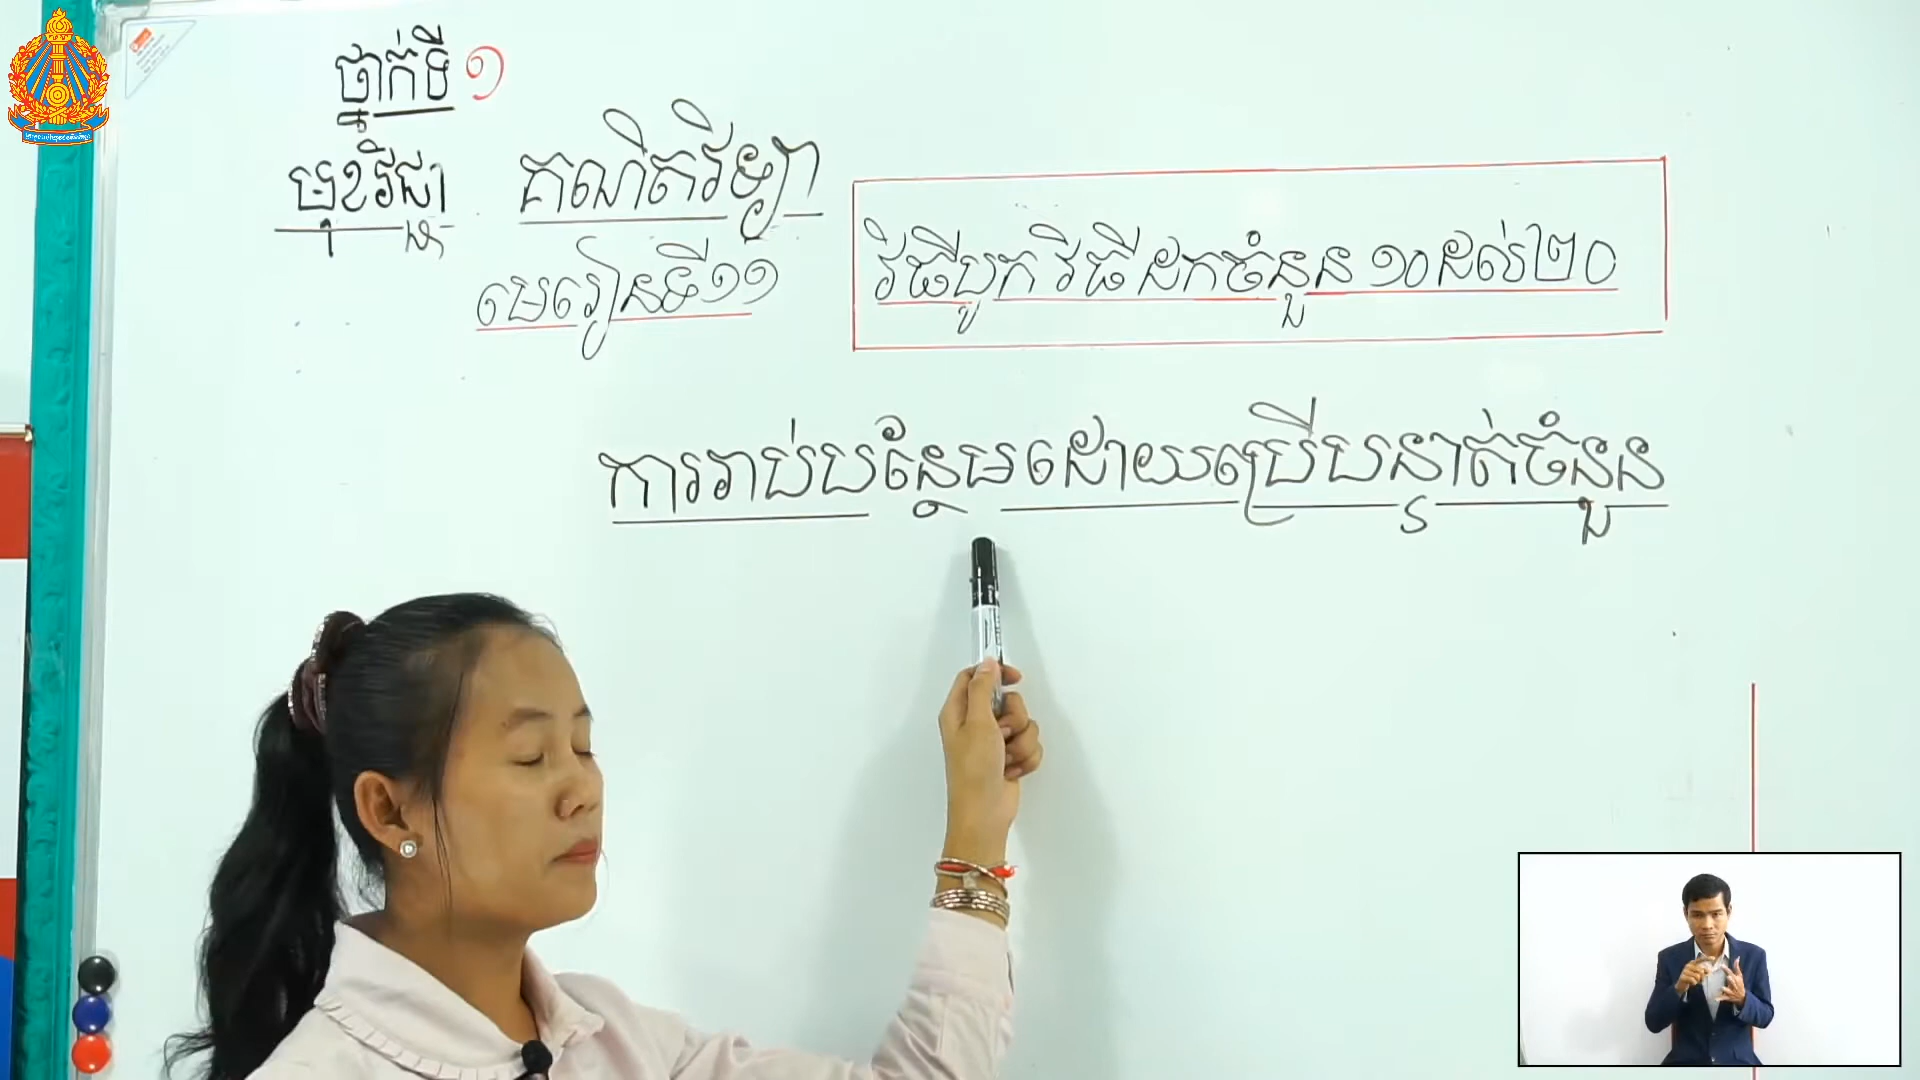 ថ្នាក់ទី ១
មុខវិជ្ជា គណិតវិទ្យា
មេរៀនទី១១
វិធីបូក វិធីដកចំនួន ១០ដល់២០
ការរាប់បន្ថែមដោយប្រើបន្ទាត់ចំនួន